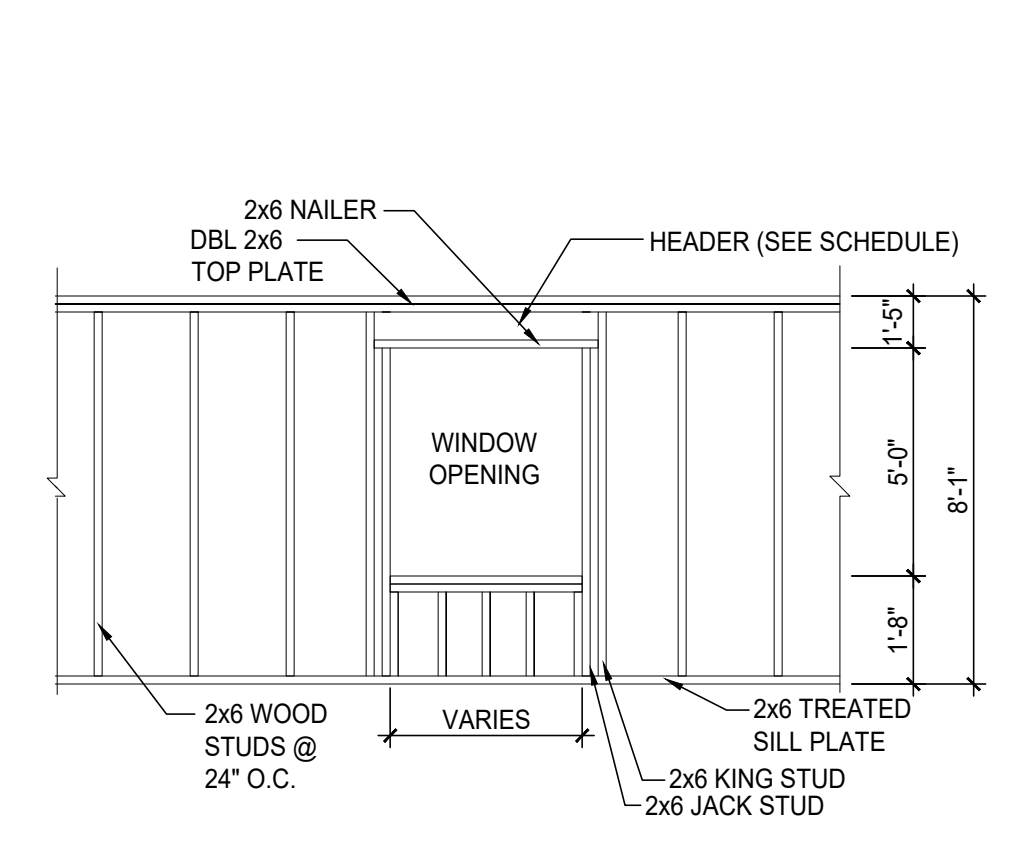 2x6 NAILER
DBL 2x6
TOP PLATE
HEADER (SEE SCHEDULE)
1'-5"
WINDOW
OPENING
5'-0"
8'-1"
1'-8"
2x6 WOOD
STUDS @
24" O.C.
VARIES
2x6 TREATED
SILL PLATE
2x6 KING STUD
2x6 JACK STUD